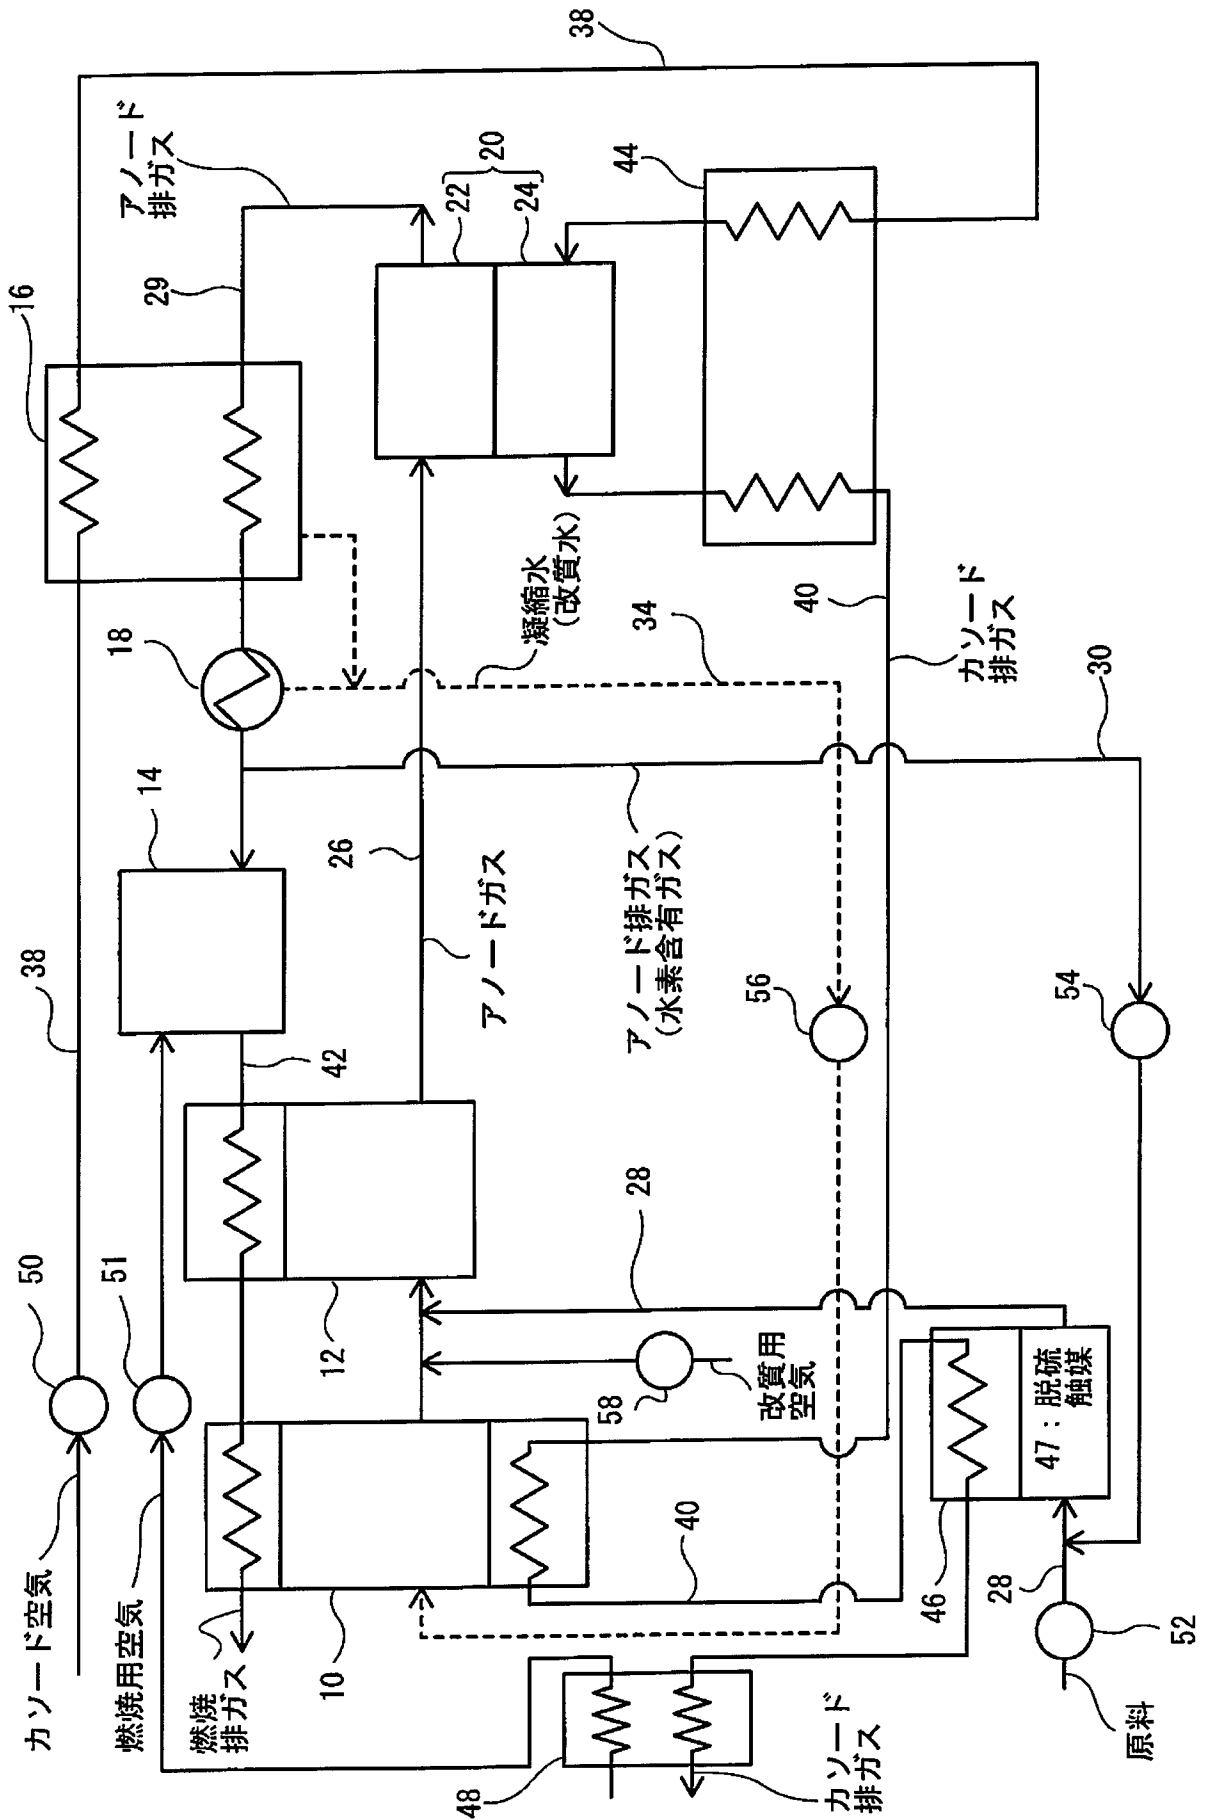 カソード空気
50
38
16
燃焼用空気
51
14
18
29
アノード
排ガス
燃焼
排ガス
10
12
42
26
48
アノードガス
22
20
24
凝縮水
(改質水)
38
58
28
アノード排ガス
(水素含有ガス)
34
40
44
改質用
空気
56
40
カソード
排ガス
46
カソード
排ガス
28
47:脱硫
触媒
54
30
原料
52